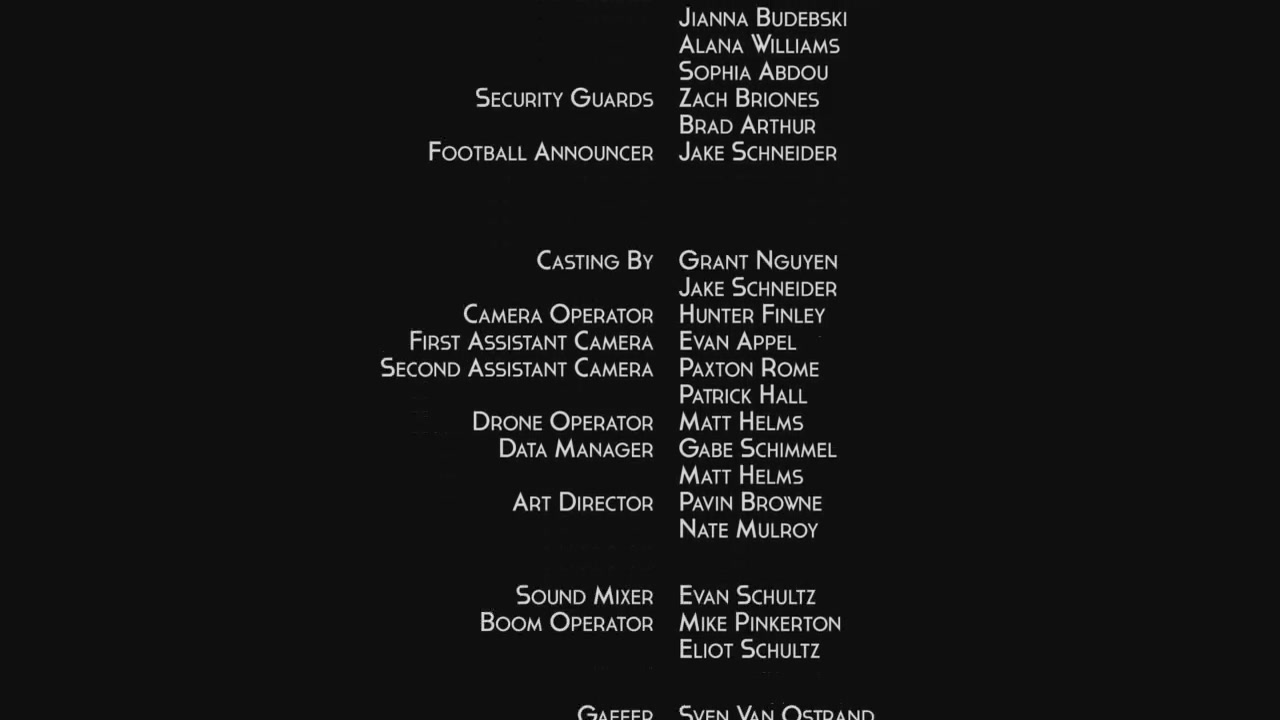 Jianna Budebski
Alana Williams
Sophia Abdou
Security Guards Zach Briones
Brad Arthur
Football Announcer Jake Schneider
Casting By Grant Nguyen
Jake Schneider
Camera Operator Hunter Finley
First Assistant Camera Evan Appel
Second Assistant Camera Paxton Rome
Patrick Hall
Drone Operator Matt Helms
Data Manager Gabe Schimmel
Matt Helms
Art Director Pavin Browne
Nate Mulroy
Sound Mixer Evan Schultz
Boom Operator Mike Pinkerton
Eliot Schultz
Gaffer Sven Van Ostrand